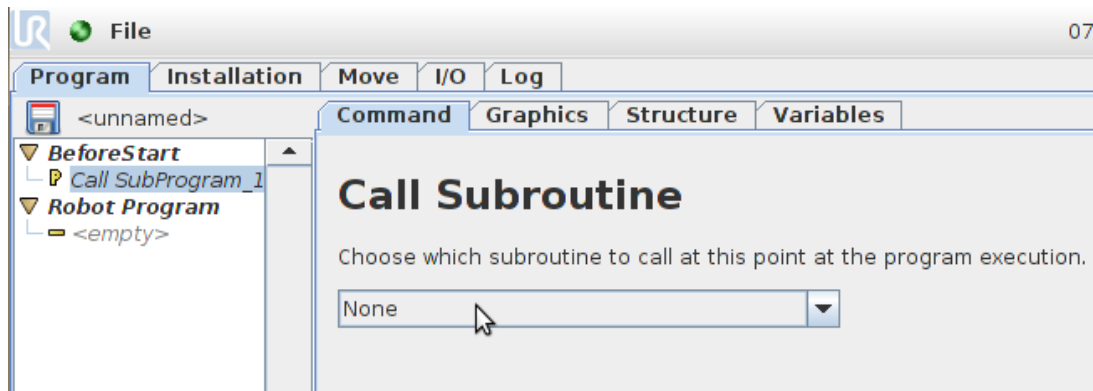 UR File 07
Program Installation Move I/O Log
<unnamed>
Command Graphics Structure Variables
BeforeStart
P Call SubProgram_1
Robot Program
<empty>
Call Subroutine
Choose which subroutine to call at this point at the program execution.
None